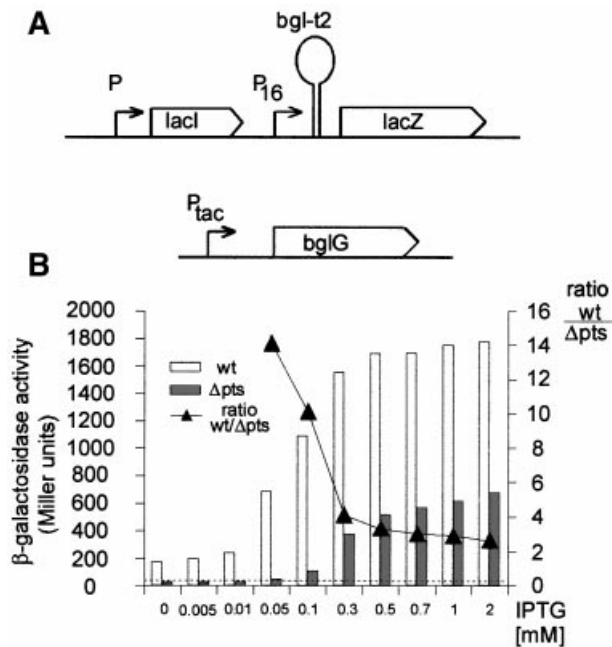 A
bgl-t2
P
P16
lacI
lacZ
Ptac
bglG
B
2000
1800
1600
1400
1200
1000
800
600
400
200
0
β-galactosidase activity
(Miller units)
wt
Δpts
ratio
wt/Δpts
16
14
12
10
8
6
4
2
0
ratio
wt
Δpts
0 0.005 0.01 0.05 0.1 0.3 0.5 0.7 1 2
IPTG
[mM]